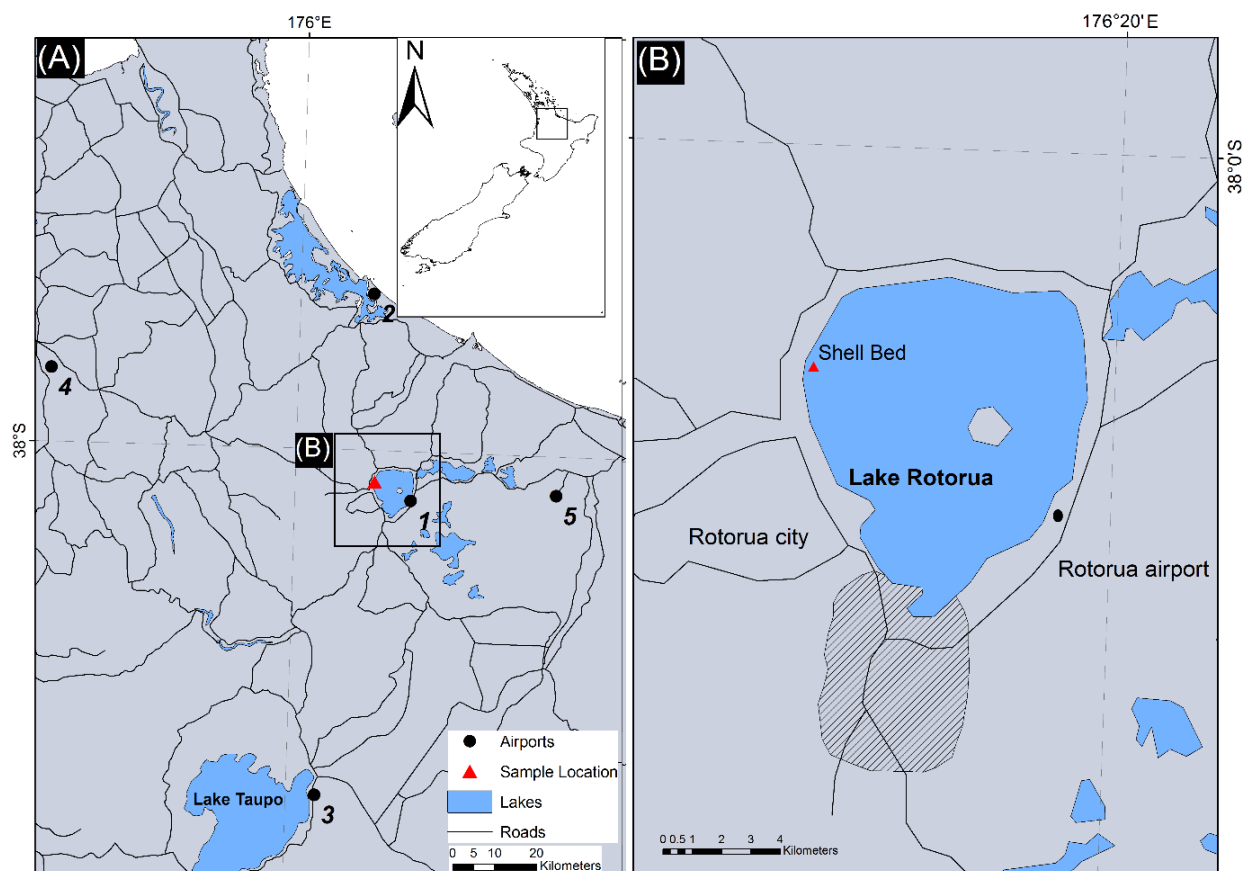 176°E
(A)
N
2
4
38°S
(B)
1
5
Lake Taupo
3
Airports
Sample Location
Lakes
Roads
0 5 10 20
Kilometers
176°20'E
(B)
38°0'S
Shell Bed
Lake Rotorua
Rotorua city
Rotorua airport
0 0.5 1 2 3 4
Kilometers